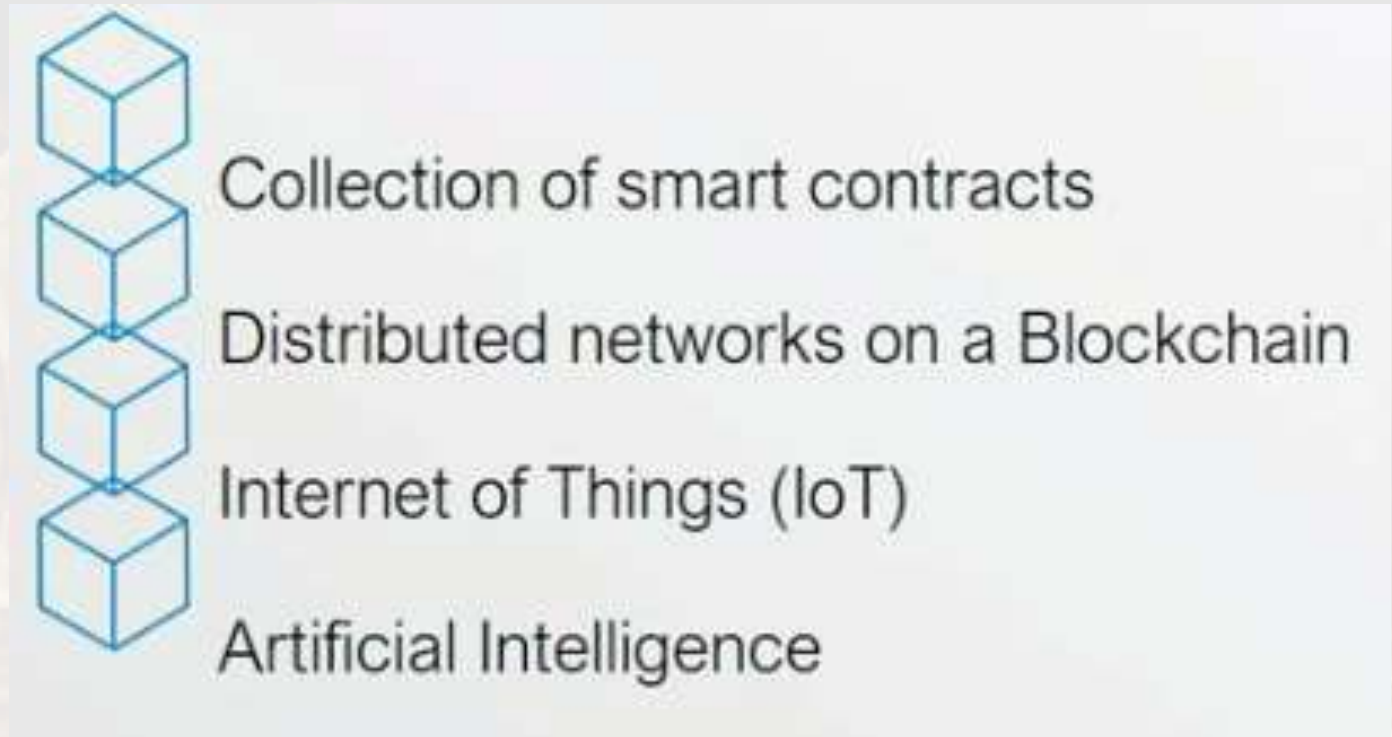 Collection of smart contracts
Distributed networks on a Blockchain
Internet of Things (IoT)
Artificial Intelligence